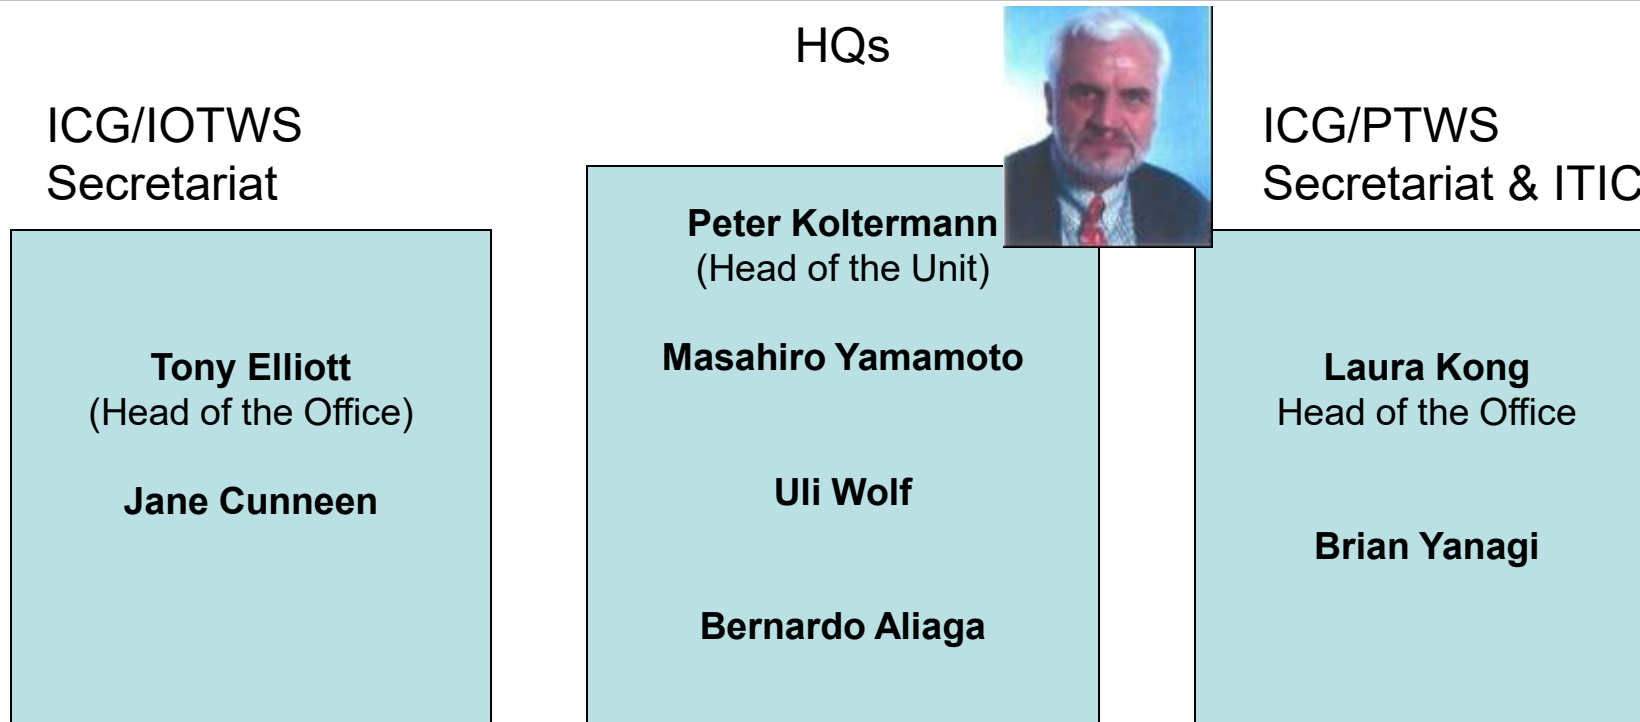 HQs
ICG/IOTWS
Secretariat
Tony Elliott
(Head of the Office)
Jane Cunneen
Peter Koltermann
(Head of the Unit)
Masahiro Yamamoto
Uli Wolf
Bernardo Aliaga
ICG/PTWS
Secretariat & ITIC
Laura Kong
Head of the Office
Brian Yanagi